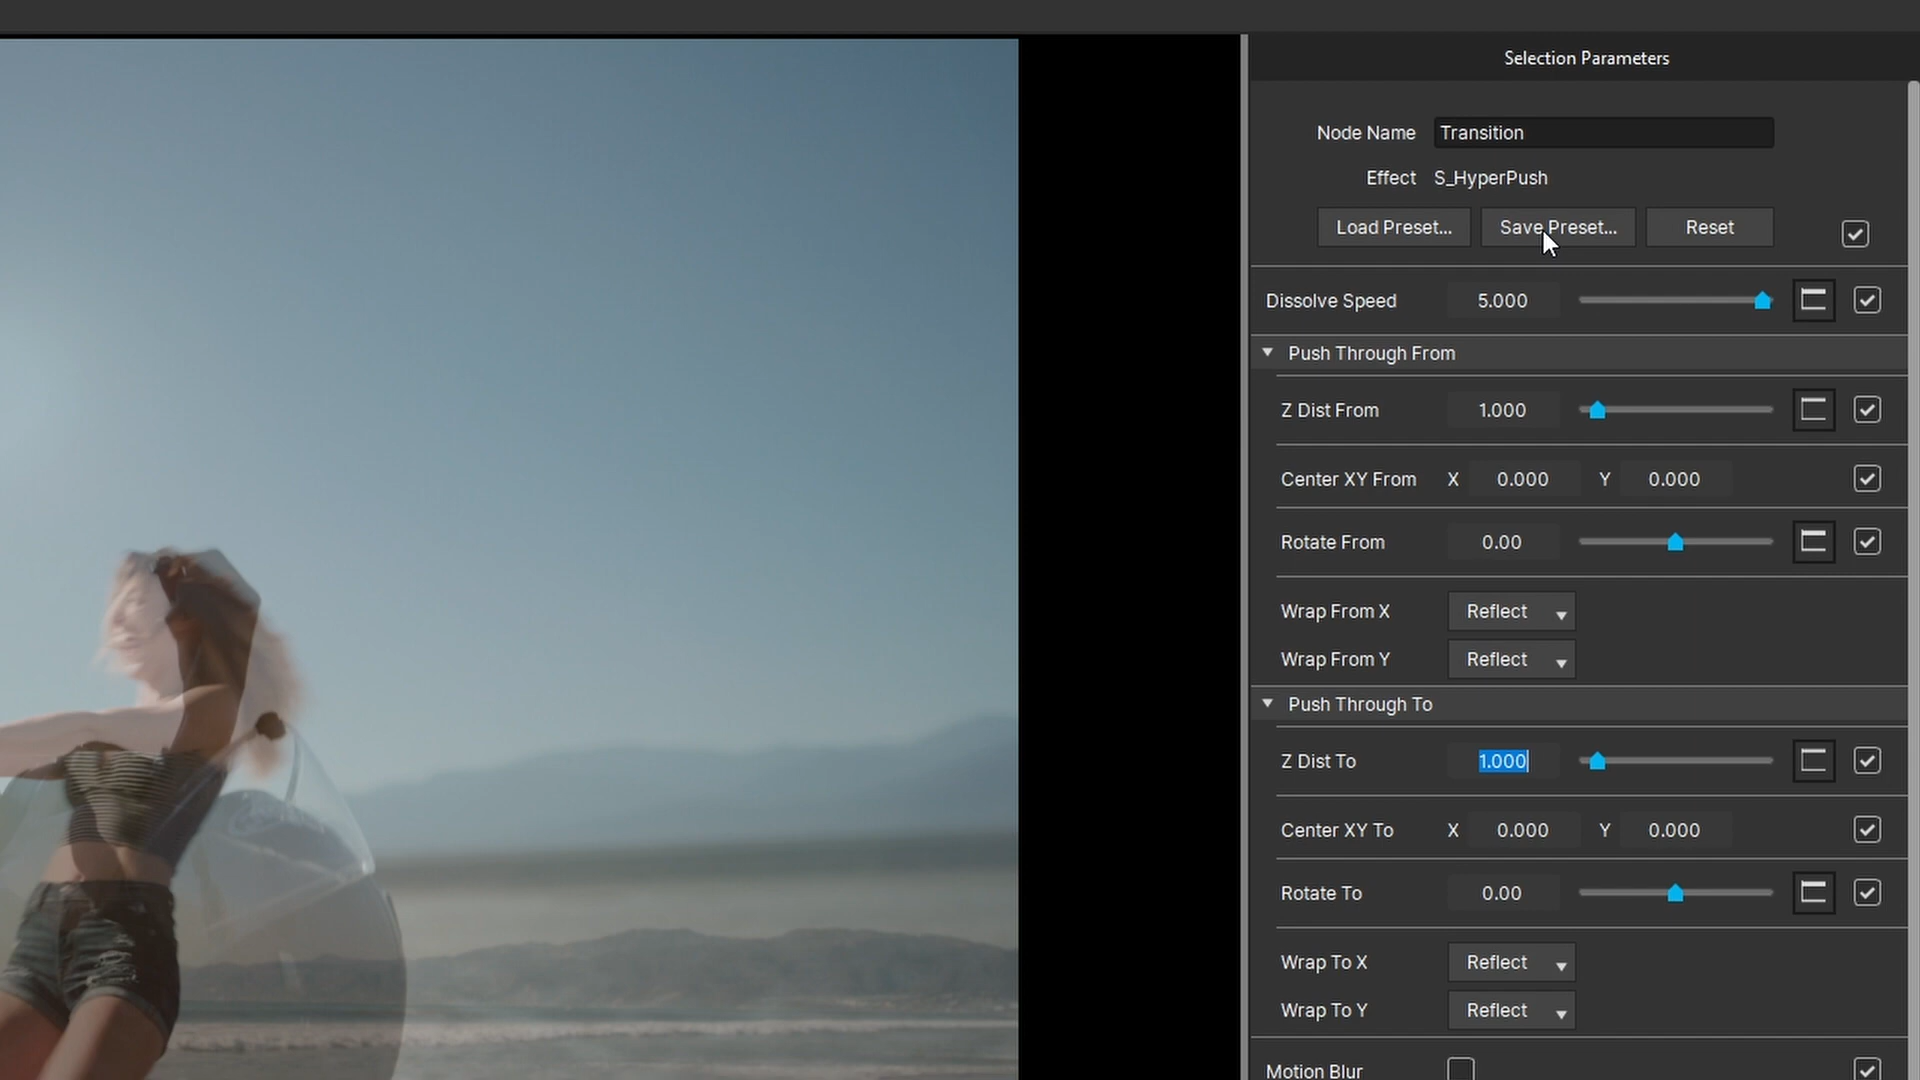 Selection Parameters
Node Name Transition
Effect S_HyperPush
Load Preset... Save Preset... Reset
Dissolve Speed 5.000
Push Through From
Z Dist From 1.000
Center XY From X 0.000 Y 0.000
Rotate From 0.00
Wrap From X Reflect
Wrap From Y Reflect
Push Through To
Z Dist To 1.000
Center XY To X 0.000 Y 0.000
Rotate To 0.00
Wrap To X Reflect
Wrap To Y Reflect
Motion Blur